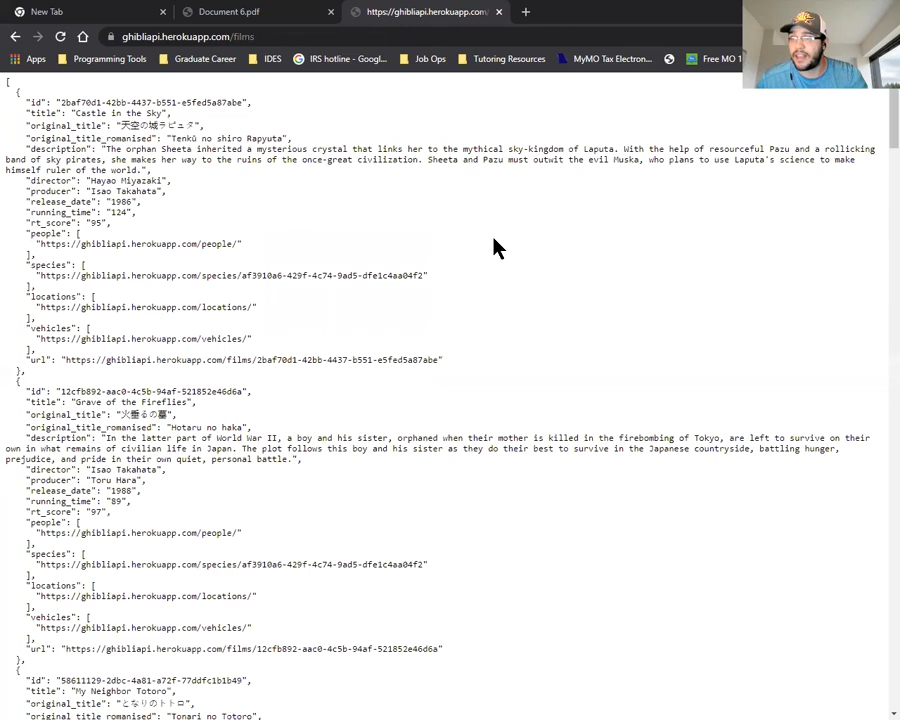 New Tab
Document 6.pdf
https://ghibliapi.herokuapp.com/
ghibliapi.herokuapp.com/films
Apps
Programming Tools
Graduate Career
IDES
IRS hotline - Googl...
Job Ops
Tutoring Resources
MyMO Tax Electron...
Free MO 1
[
{
"id": "2baf70d1-42bb-4437-b551-e5fed5a87abe",
"title": "Castle in the Sky",
"original_title": "天空の城ラピュタ",
"original_title_romanised": "Tenkū no shiro Rapyuta",
"description": "The orphan Sheeta inherited a mysterious crystal that links her to the mythical sky-kingdom of Laputa. With the help of resourceful Pazu and a rollicking
band of sky pirates, she makes her way to the ruins of the once-great civilization. Sheeta and Pazu must outwit the evil Muska, who plans to use Laputa's science to make
himself ruler of the world.",
"director": "Hayao Miyazaki",
"producer": "Isao Takahata",
"release_date": "1986",
"running_time": "124",
"rt_score": "95",
"people": [
"https://ghibliapi.herokuapp.com/people/"
],
"species": [
"https://ghibliapi.herokuapp.com/species/af3910a6-429f-4c74-9ad5-dfe1c4aa04f2"
],
"locations": [
"https://ghibliapi.herokuapp.com/locations/"
],
"vehicles": [
"https://ghibliapi.herokuapp.com/vehicles/"
],
"url": "https://ghibliapi.herokuapp.com/films/2baf70d1-42bb-4437-b551-e5fed5a87abe"
},
{
"id": "12cfb892-aac0-4c5b-94af-521852e46d6a",
"title": "Grave of the Fireflies",
"original_title": "火垂るの墓",
"original_title_romanised": "Hotaru no haka",
"description": "In the latter part of World War II, a boy and his sister, orphaned when their mother is killed in the firebombing of Tokyo, are left to survive on their
own in what remains of civilian life in Japan. The plot follows this boy and his sister as they do their best to survive in the Japanese countryside, battling hunger,
prejudice, and pride in their own quiet, personal battle.",
"director": "Isao Takahata",
"producer": "Toru Hara",
"release_date": "1988",
"running_time": "89",
"rt_score": "97",
"people": [
"https://ghibliapi.herokuapp.com/people/"
],
"species": [
"https://ghibliapi.herokuapp.com/species/af3910a6-429f-4c74-9ad5-dfe1c4aa04f2"
],
"locations": [
"https://ghibliapi.herokuapp.com/locations/"
],
"vehicles": [
"https://ghibliapi.herokuapp.com/vehicles/"
],
"url": "https://ghibliapi.herokuapp.com/films/12cfb892-aac0-4c5b-94af-521852e46d6a"
},
{
"id": "58611129-2dbc-4a81-a72f-77ddfc1b1b49",
"title": "My Neighbor Totoro",
"original_title": "となりのトトロ",
"original_title_romanised": "Tonari no Totoro",